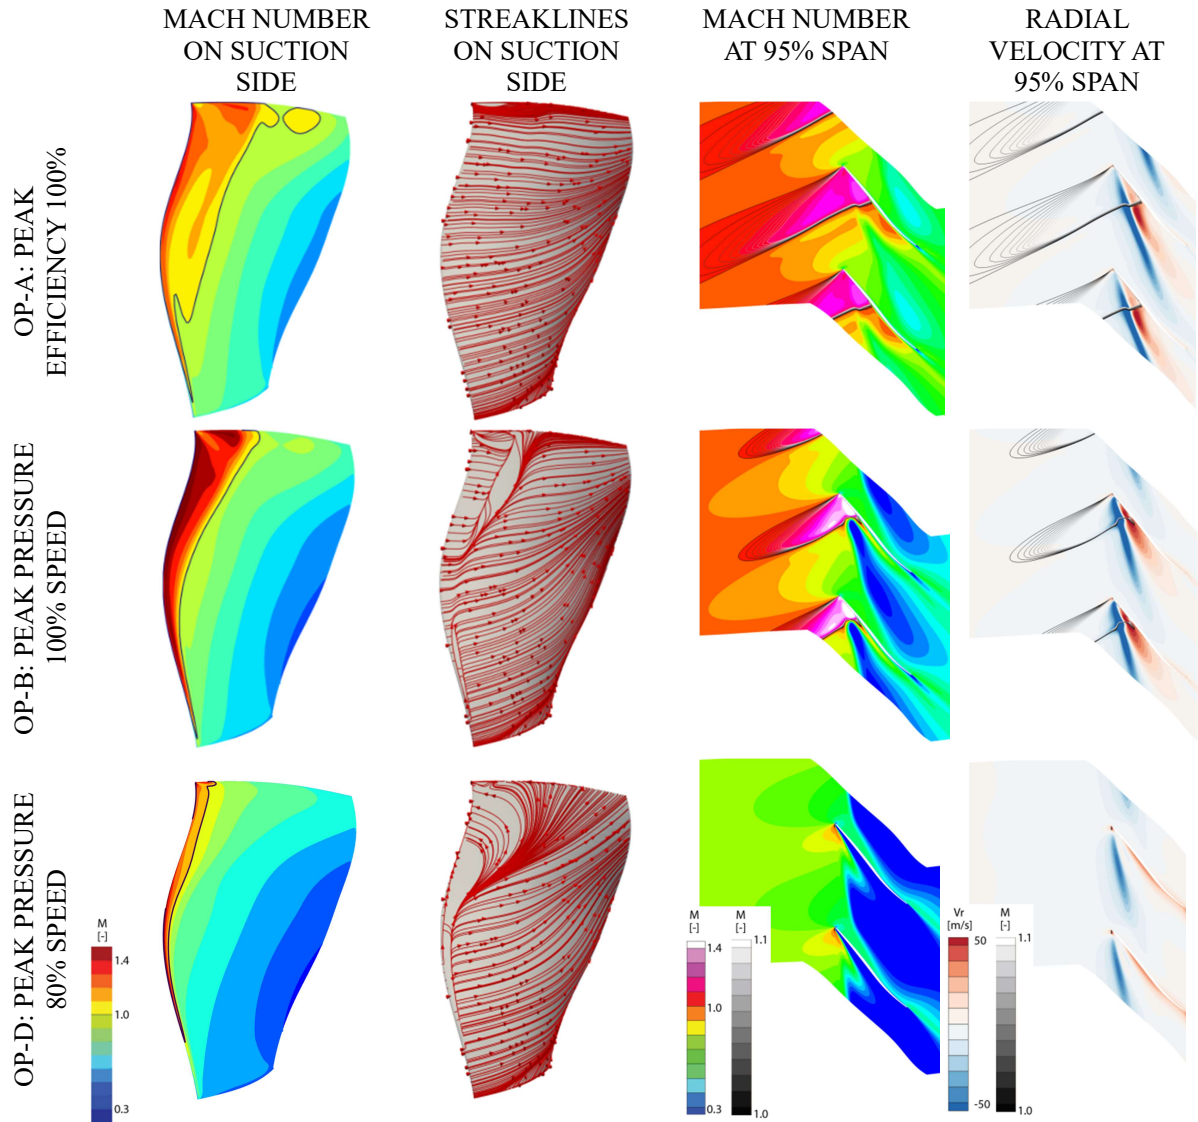 MACH NUMBER
ON SUCTION
SIDE
STREAKLINES
ON SUCTION
SIDE
MACH NUMBER
AT 95% SPAN
RADIAL
VELOCITY AT
95% SPAN
OP-A: PEAK
EFFICIENCY 100%
OP-B: PEAK PRESSURE
100% SPEED
OP-D: PEAK PRESSURE
80% SPEED
M
[-]
1.4
1.0
0.3
M
[-]
1.4
1.0
0.3
M
[-]
1.1
1.0
Vr
[m/s]
50
-50
M
[-]
1.1
1.0